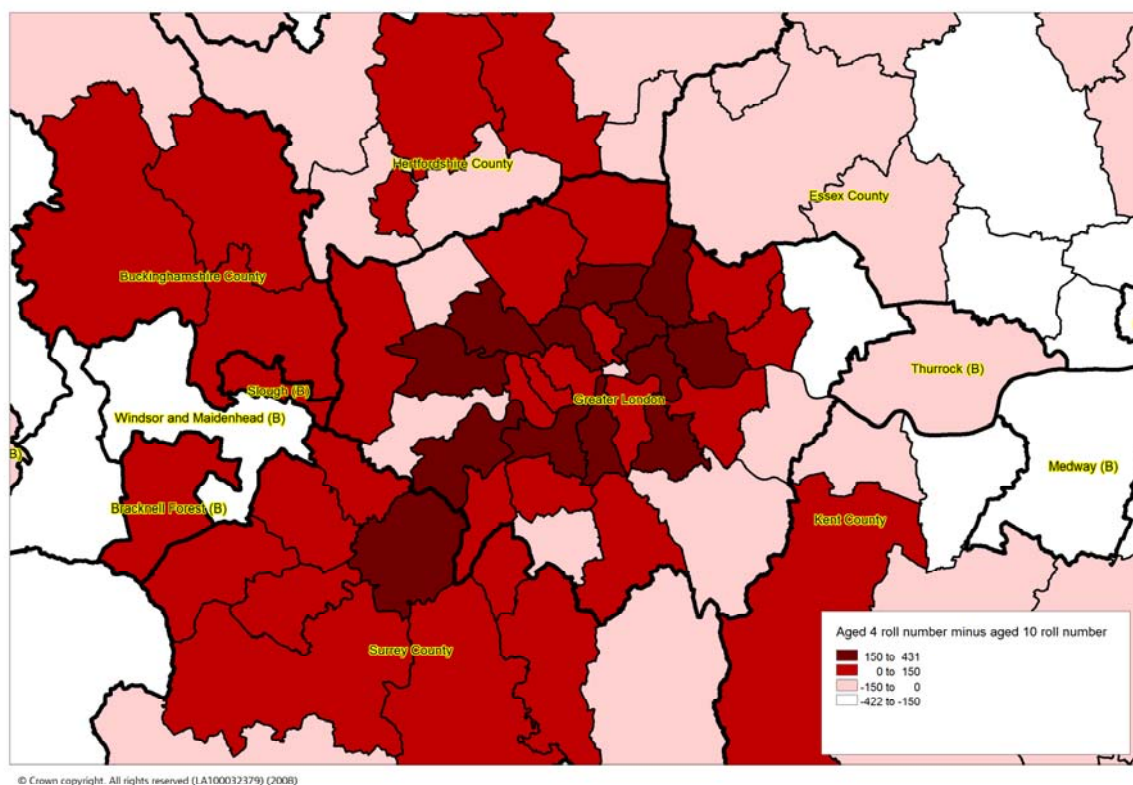 Hertfordshire County
Essex County
Buckinghamshire County
Thurrock (B)
Slough (B)
Greater London
Windsor and Maidenhead (B)
B)
Medway (B)
Bracknell Forest (B)
Kent County
Surrey County
Aged 4 roll number minus aged 10 roll number
150 to 431
0 to 150
-150 to 0
-422 to -150
© Crown copyright. All rights reserved (LA100032379) (2008)